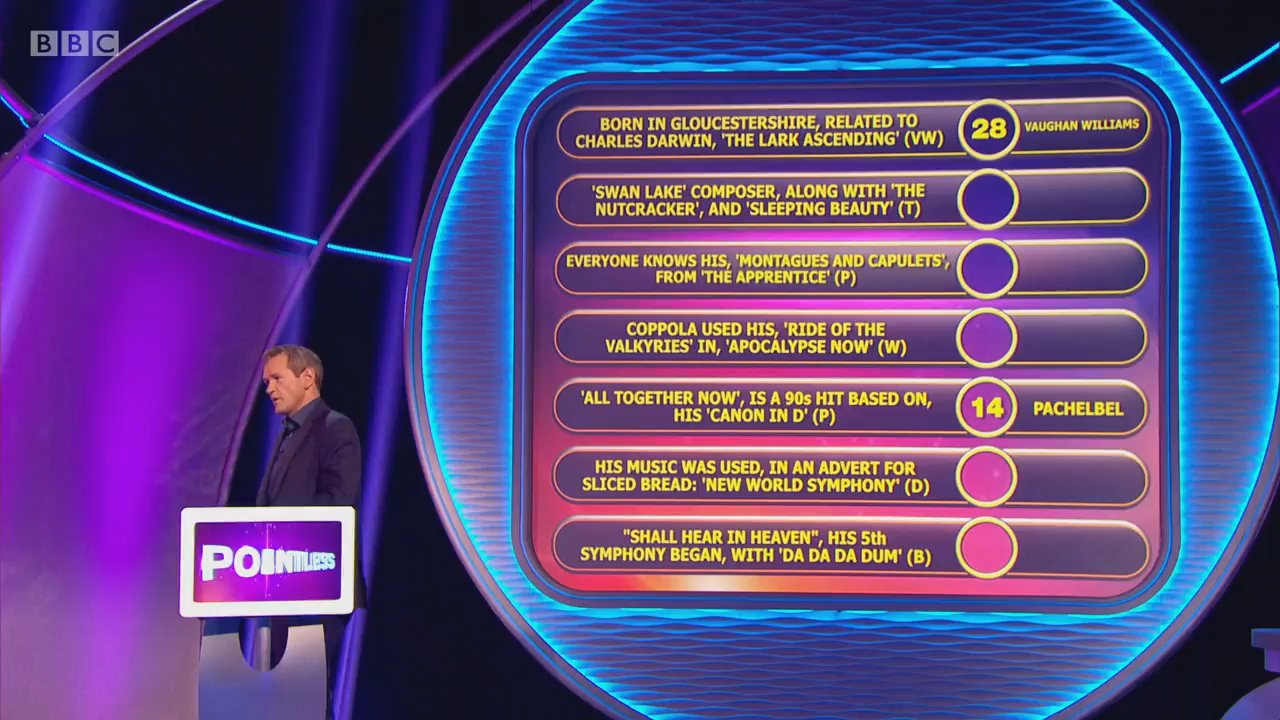 BBC
BORN IN GLOUCESTERSHIRE, RELATED TO
CHARLES DARWIN, 'THE LARK ASCENDING' (VW)
28
VAUGHAN WILLIAMS
'SWAN LAKE' COMPOSER, ALONG WITH 'THE
NUTCRACKER', AND 'SLEEPING BEAUTY' (T)
EVERYONE KNOWS HIS, 'MONTAGUES AND CAPULETS',
FROM 'THE APPRENTICE' (P)
COPPOLA USED HIS, 'RIDE OF THE
VALKYRIES' IN, 'APOCALYPSE NOW' (W)
'ALL TOGETHER NOW', IS A 90s HIT BASED ON,
HIS 'CANON IN D' (P)
14
PACHELBEL
HIS MUSIC WAS USED, IN AN ADVERT FOR
SLICED BREAD: 'NEW WORLD SYMPHONY' (D)
"SHALL HEAR IN HEAVEN", HIS 5th
SYMPHONY BEGAN, WITH 'DA DA DA DUM' (B)
POINTLESS